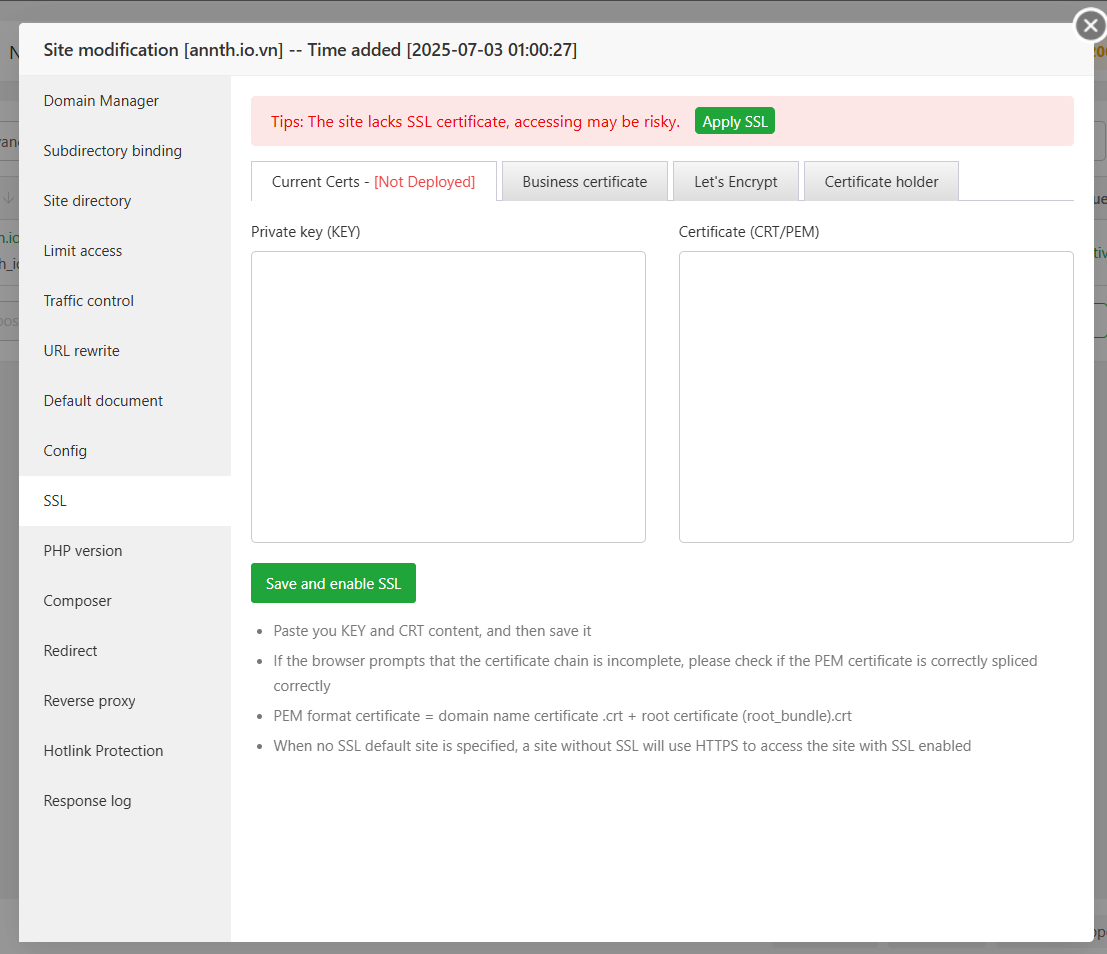 Site modification [annth.io.vn] -- Time added [2025-07-03 01:00:27]
Domain Manager
Subdirectory binding
Site directory
Limit access
Traffic control
URL rewrite
Default document
Config
SSL
PHP version
Composer
Redirect
Reverse proxy
Hotlink Protection
Response log
Tips: The site lacks SSL certificate, accessing may be risky. Apply SSL
Current Certs - [Not Deployed] Business certificate Let's Encrypt Certificate holder
Private key (KEY) Certificate (CRT/PEM)
Save and enable SSL
• Paste you KEY and CRT content, and then save it
• If the browser prompts that the certificate chain is incomplete, please check if the PEM certificate is correctly spliced
correctly
• PEM format certificate = domain name certificate .crt + root certificate (root_bundle).crt
• When no SSL default site is specified, a site without SSL will use HTTPS to access the site with SSL enabled